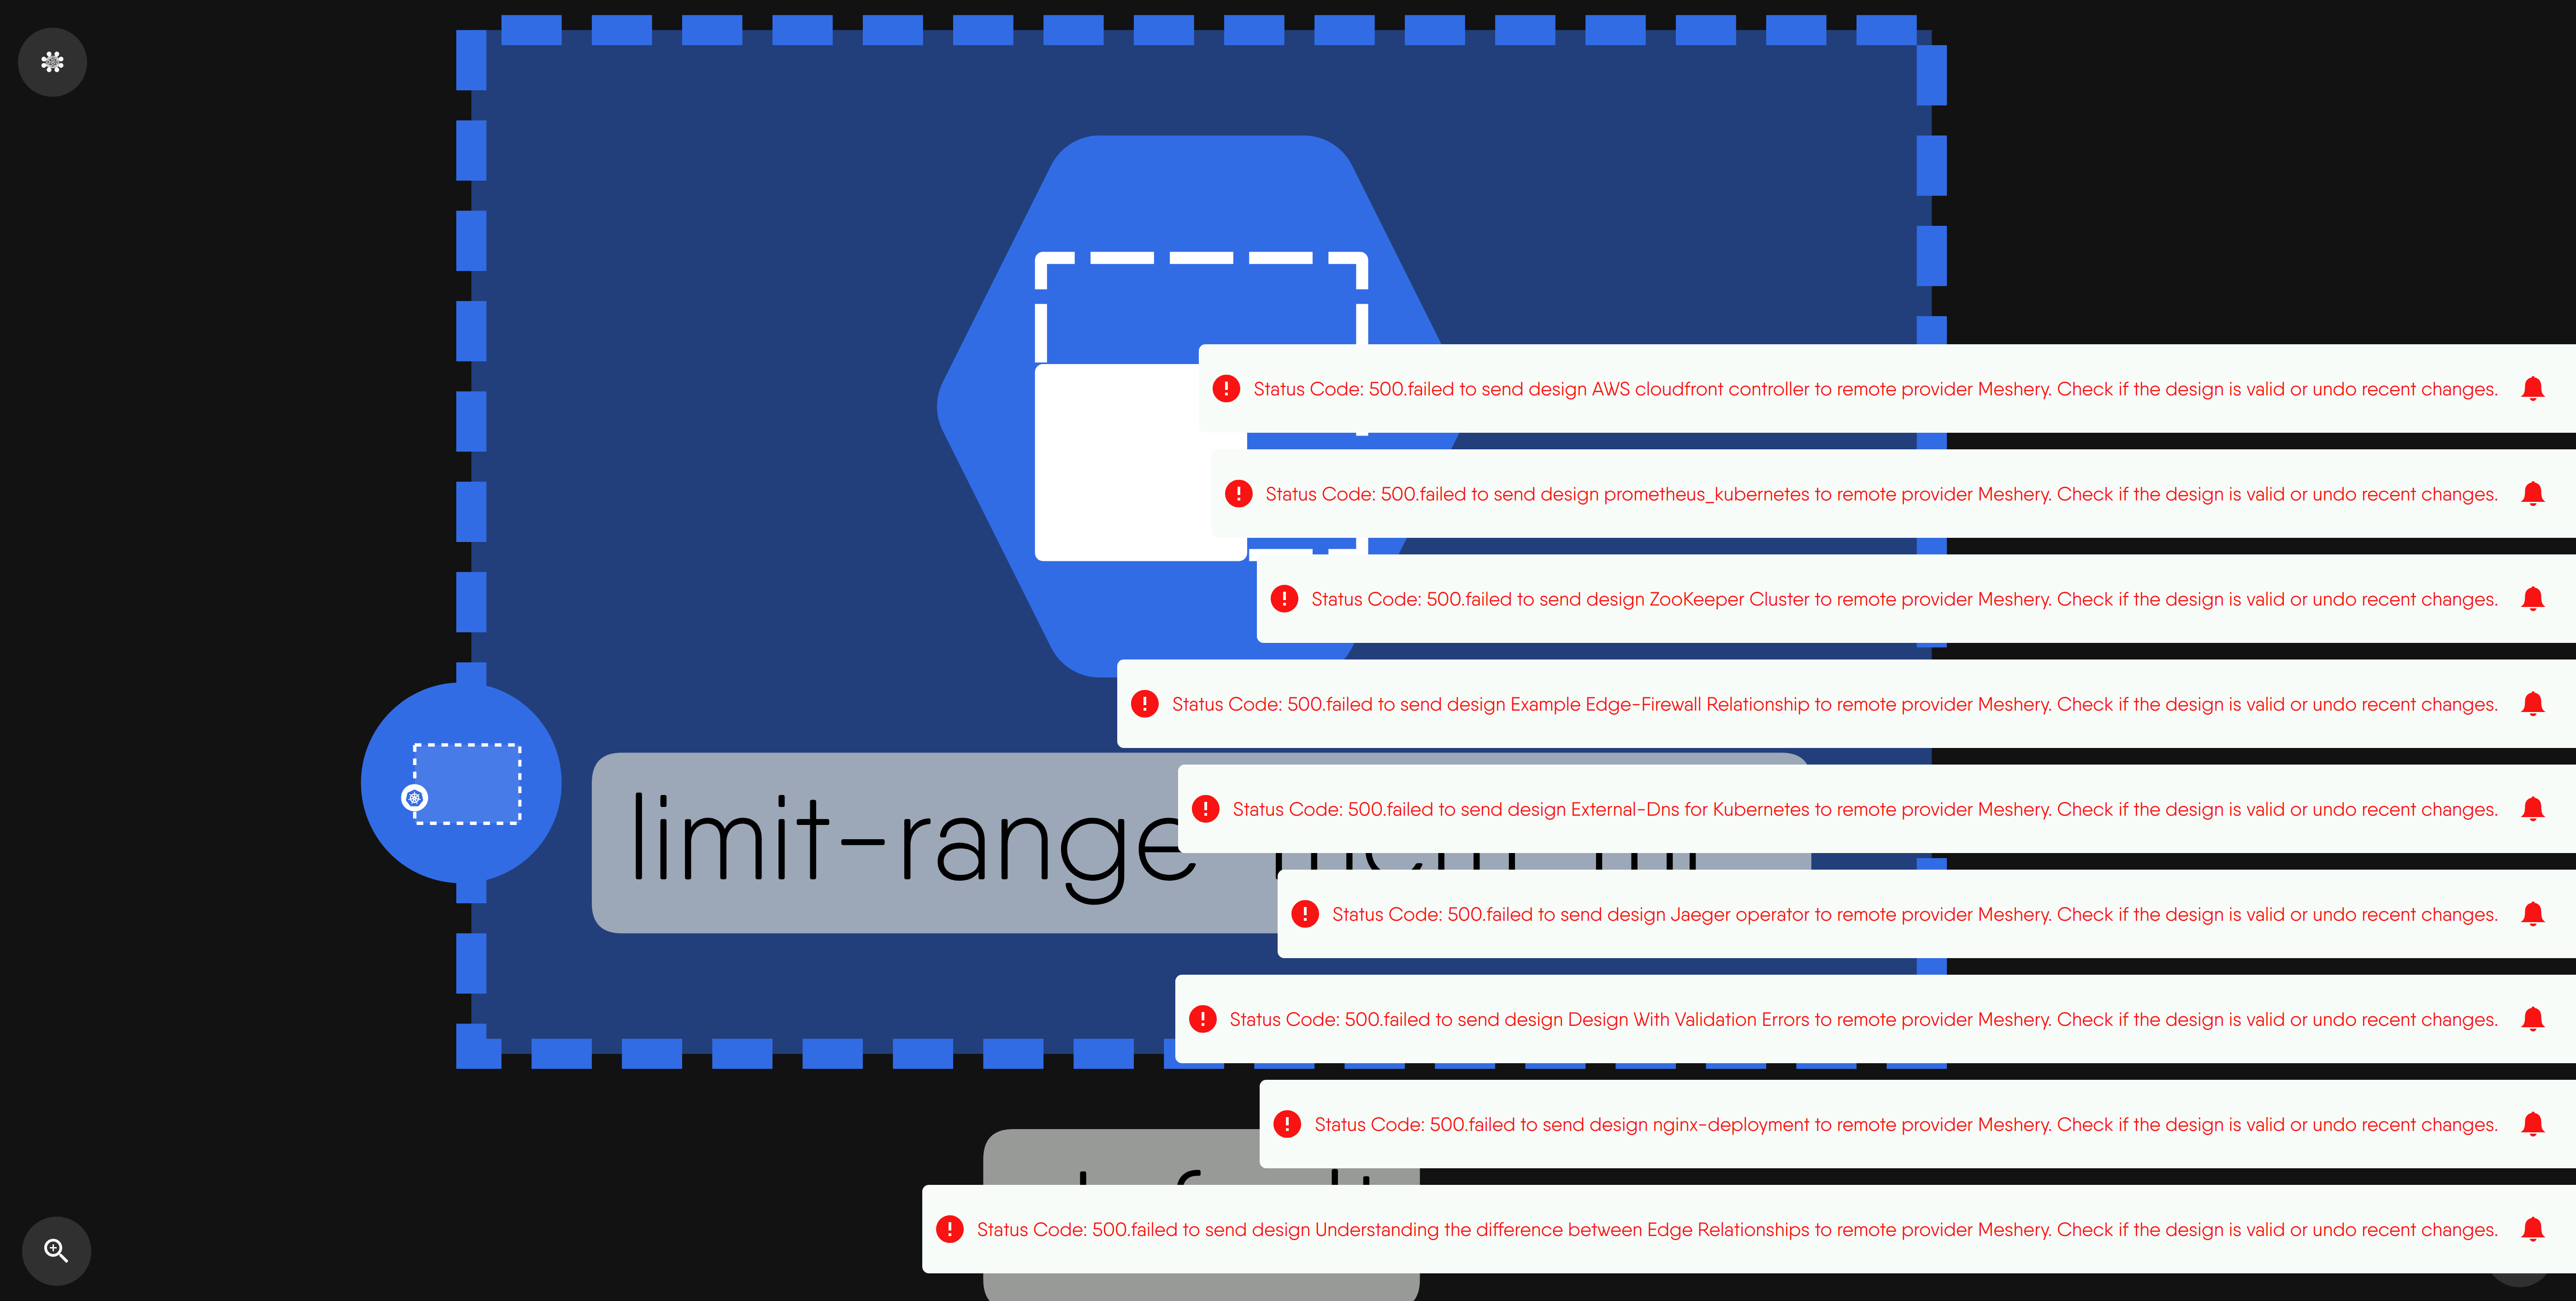 Status Code: 500.failed to send design AWS cloudfront controller to remote provider Meshery. Check if the design is valid or undo recent changes.
Status Code: 500.failed to send design prometheus_kubernetes to remote provider Meshery. Check if the design is valid or undo recent changes.
Status Code: 500.failed to send design ZooKeeper Cluster to remote provider Meshery. Check if the design is valid or undo recent changes.
Status Code: 500.failed to send design Example Edge-Firewall Relationship to remote provider Meshery. Check if the design is valid or undo recent changes.
Status Code: 500.failed to send design External-Dns for Kubernetes to remote provider Meshery. Check if the design is valid or undo recent changes.
limit-range
Status Code: 500.failed to send design Jaeger operator to remote provider Meshery. Check if the design is valid or undo recent changes.
Status Code: 500.failed to send design Design With Validation Errors to remote provider Meshery. Check if the design is valid or undo recent changes.
Status Code: 500.failed to send design nginx-deployment to remote provider Meshery. Check if the design is valid or undo recent changes.
Status Code: 500.failed to send design Understanding the difference between Edge Relationships to remote provider Meshery. Check if the design is valid or undo recent changes.